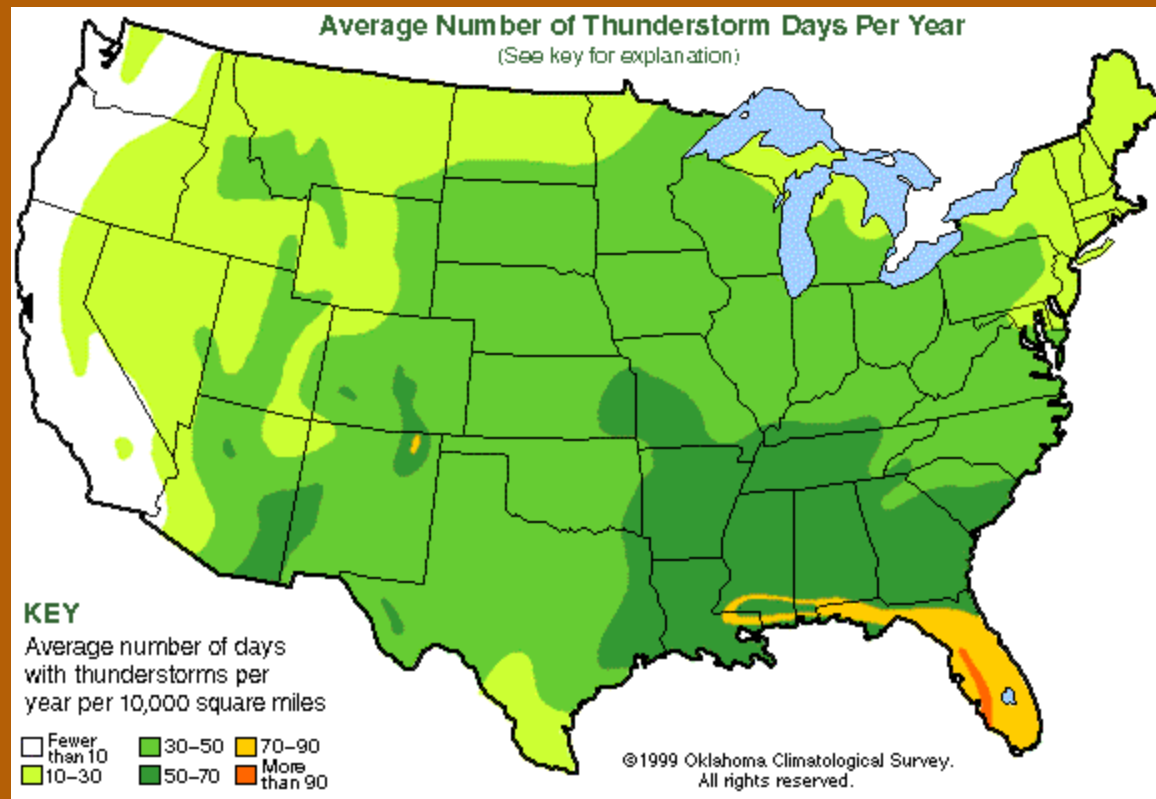 Average Number of Thunderstorm Days Per Year
(See key for explanation)
KEY
Average number of days
with thunderstorms per
year per 10,000 square miles
Fewer than 10
10–30
30–50
50–70
70–90
More than 90
©1999 Oklahoma Climatological Survey.
All rights reserved.